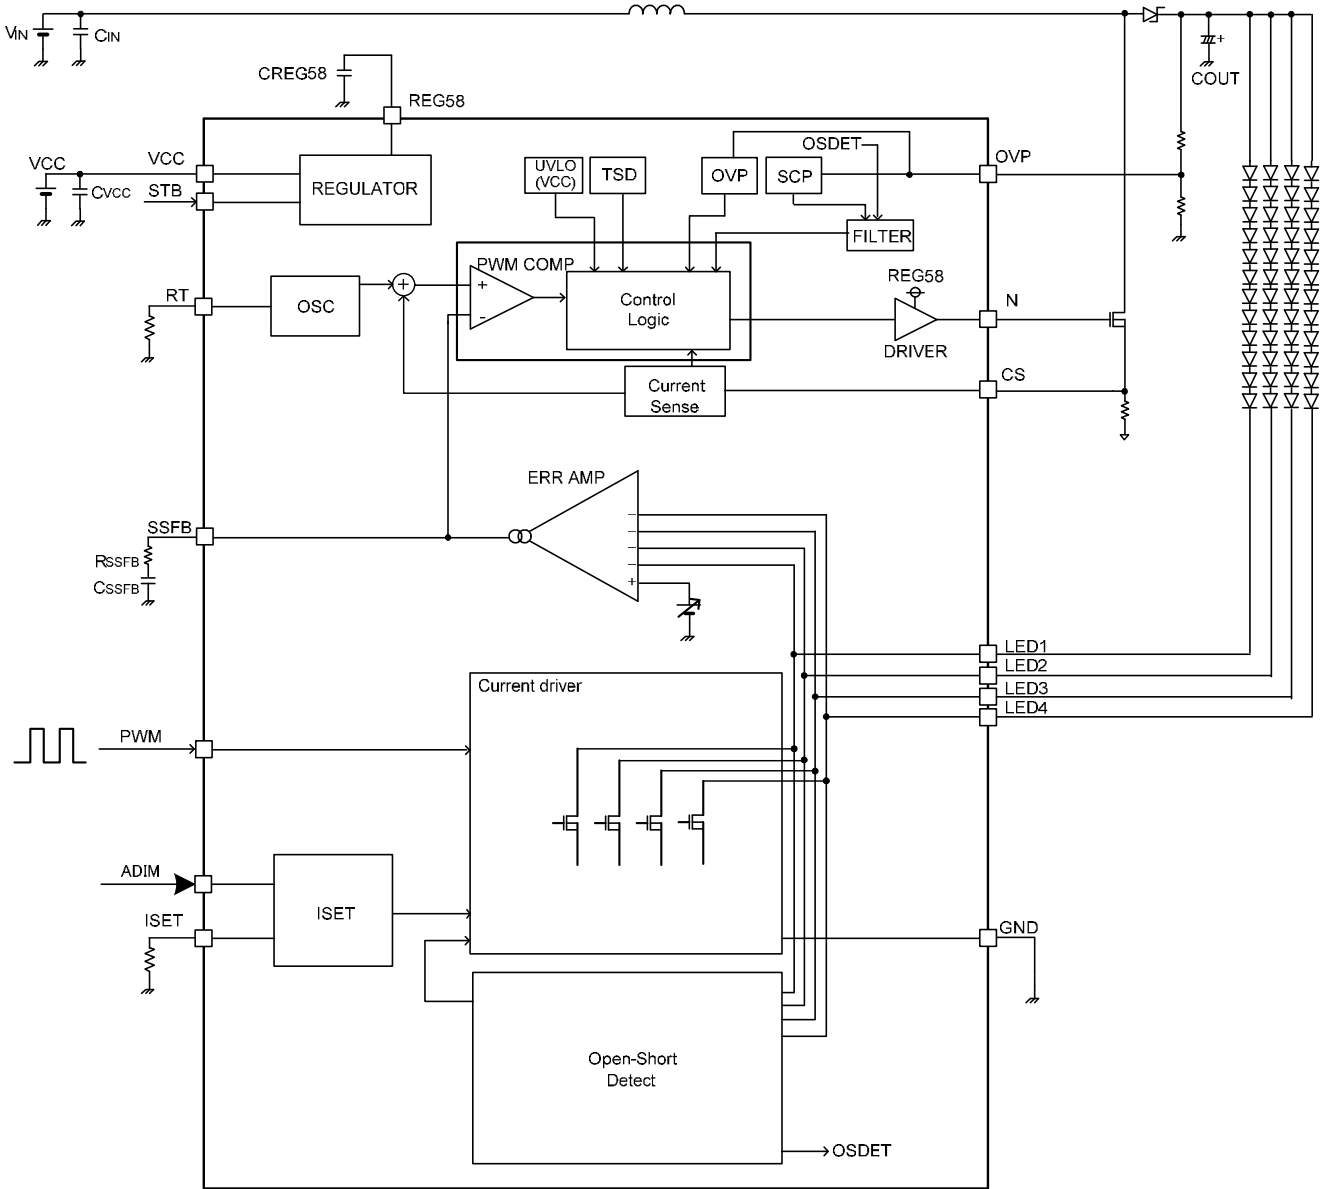 VIN
CIN
COUT
CREG58
REG58
VCC
CVCC
VCC
STB
REGULATOR
UVLO
(VCC)
TSD
OVP
OSDET
SCP
FILTER
OVP
RT
OSC
+
PWM COMP
+
-
Control
Logic
REG58
DRIVER
N
CS
Current
Sense
ERR AMP
SSFB
RSSFB
CSSFB
−
−
−
−
+
+
LED1
LED2
LED3
LED4
Current driver
PWM
ADIM
ISET
ISET
GND
Open-Short
Detect
OSDET